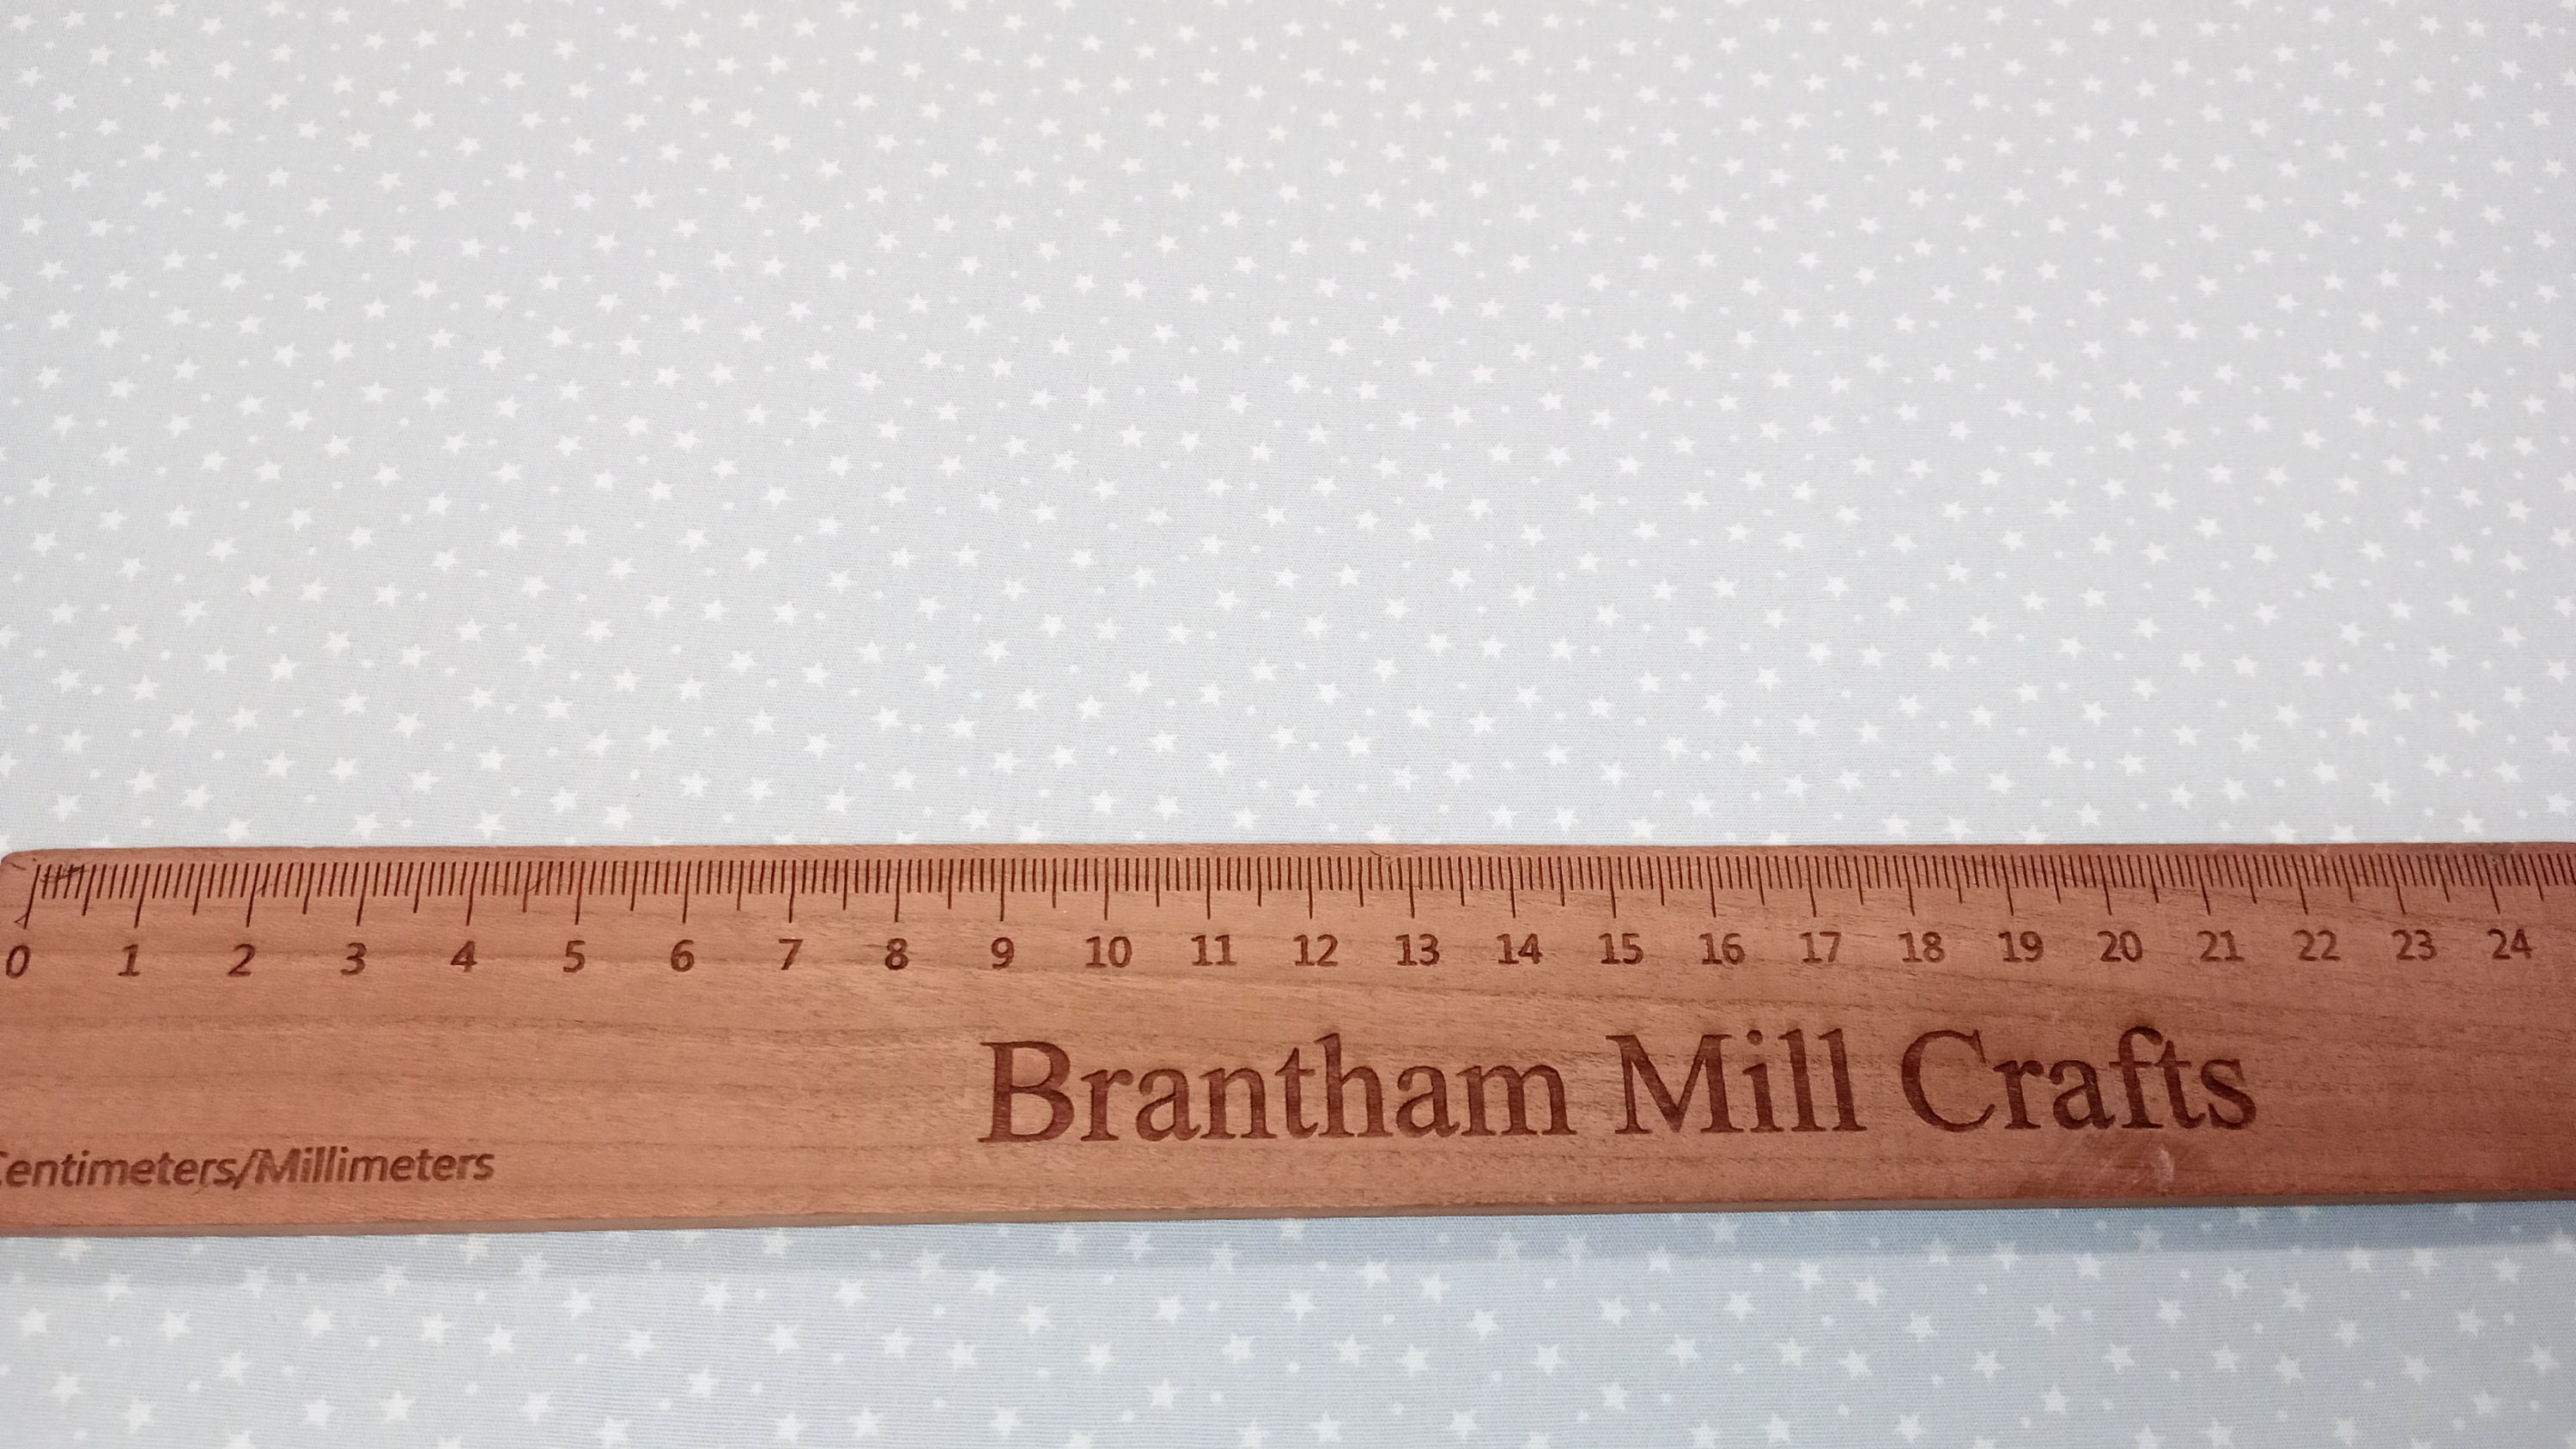 0 1 2 3 4 5 6 7 8 9 10 11 12 13 14 15 16 17 18 19 20 21 22 23 24
Brantham Mill Crafts
Centimeters/Millimeters